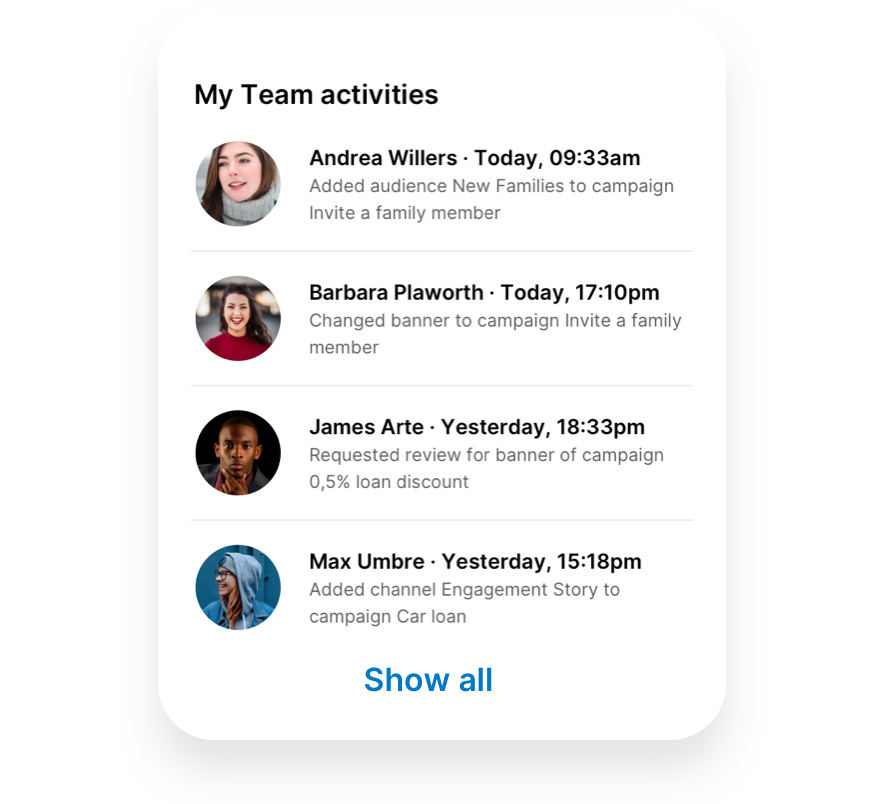 My Team activities
Andrea Willers · Today, 09:33am
Added audience New Families to campaign
Invite a family member
Barbara Plaworth · Today, 17:10pm
Changed banner to campaign Invite a family
member
James Arte · Yesterday, 18:33pm
Requested review for banner of campaign
0,5% loan discount
Max Umbre · Yesterday, 15:18pm
Added channel Engagement Story to
campaign Car loan
Show all